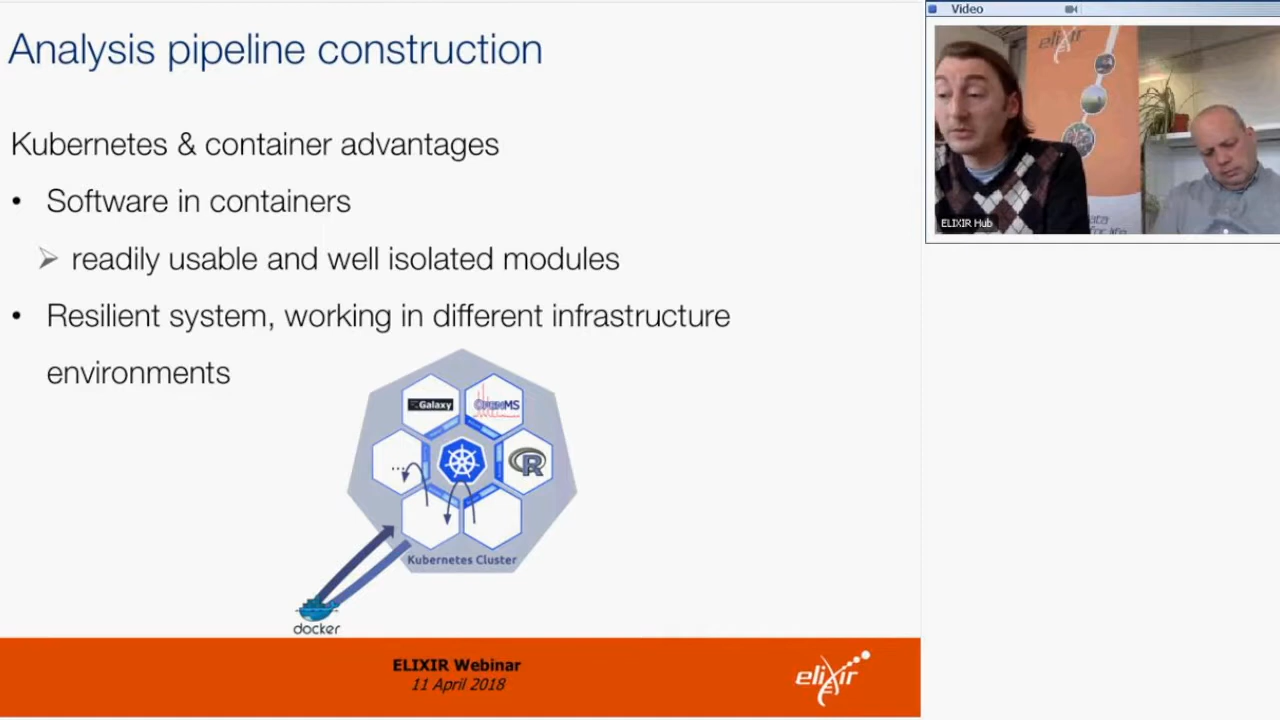 Analysis pipeline construction
Kubernetes & container advantages
• Software in containers
➢ readily usable and well isolated modules
• Resilient system, working in different infrastructure
environments
Galaxy
R
...
Kubernetes Cluster
docker
ELIXIR Webinar
11 April 2018
elixir
Video
elixir
ELIXIR Hub